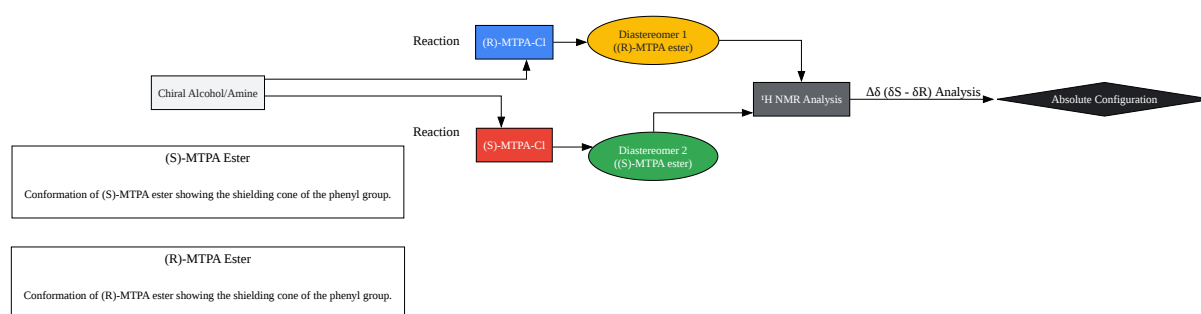 Reaction
(R)-MTPA-Cl
Diastereomer 1
((R)-MTPA ester)
Chiral Alcohol/Amine
¹H NMR Analysis
Δδ (δS - δR) Analysis
Absolute Configuration
Reaction
(S)-MTPA-Cl
Diastereomer 2
((S)-MTPA ester)
(S)-MTPA Ester
Conformation of (S)-MTPA ester showing the shielding cone of the phenyl group.
(R)-MTPA Ester
Conformation of (R)-MTPA ester showing the shielding cone of the phenyl group.